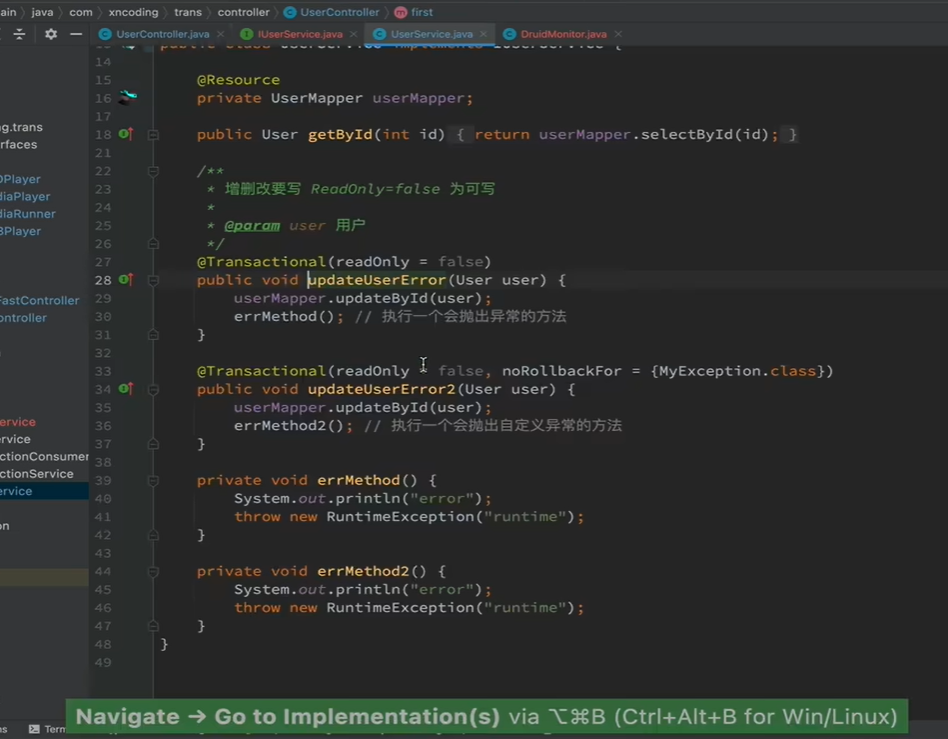 ain > java > com > xncoding > trans > controller > UserController > first
UserController.java × IUserService.java × UserService.java × DruidMonitor.java ×
14
15 @Resource
16 private UserMapper userMapper;
17
18 public User getById(int id) { return userMapper.selectById(id); }
21
22 /**
23 * 增删改要写 ReadOnly=false 为可写
24 *
25 * @param user 用户
26 */
27 @Transactional(readOnly = false)
28 public void updateUserError(User user) {
29 userMapper.updateById(user);
30 errMethod(); // 执行一个会抛出异常的方法
31 }
32
33 @Transactional(readOnly = false, noRollbackFor = {MyException.class})
34 public void updateUserError2(User user) {
35 userMapper.updateById(user);
36 errMethod2(); // 执行一个会抛出自定义异常的方法
37 }
38
39 private void errMethod() {
40 System.out.println("error");
41 throw new RuntimeException("runtime");
42 }
43
44 private void errMethod2() {
45 System.out.println("error");
46 throw new RuntimeException("runtime");
47 }
48 }
49
ng.trans
rfaces
OPlayer
diaPlayer
diaRunner
BPlayer
FastController
ontroller
ervice
ervice
ctionConsumer
ctionService
ervice
on
Navigate → Go to Implementation(s) via ⌥⌘B (Ctrl+Alt+B for Win/Linux)
ns Term